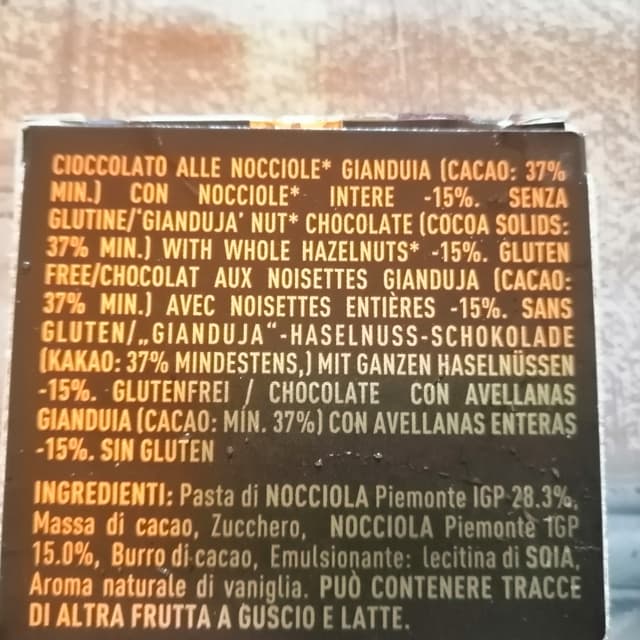 CIOCCOLATO ALLE NOCCIOLE* GIANDUIA (CACAO: 37%
MIN.) CON NOCCIOLE* INTERE -15%. SENZA
GLUTINE/‘GIANDUJA’ NUT* CHOCOLATE (COCOA SOLIDS:
37% MIN.) WITH WHOLE HAZELNUTS* -15%. GLUTEN
FREE/CHOCOLAT AUX NOISETTES GIANDUJA (CACAO:
37% MIN.) AVEC NOISETTES ENTIÈRES -15%. SANS
GLUTEN/„GIANDUJA“-HASELNUSS-SCHOKOLADE
(KAKAO: 37% MINDESTENS,) MIT GANZEN HASELNÜSSEN
-15%. GLUTENFREI / CHOCOLATE CON AVELLANAS
GIANDUIA (CACAO: MÍN. 37%) CON AVELLANAS ENTERAS
-15%. SIN GLUTEN
INGREDIENTI: Pasta di NOCCIOLA Piemonte IGP 28.3%,
Massa di cacao, Zucchero, NOCCIOLA Piemonte IGP
15.0%, Burro di cacao, Emulsionante: lecitina di SOIA,
Aroma naturale di vaniglia. PUÒ CONTENERE TRACCE
DI ALTRA FRUTTA A GUSCIO E LATTE.